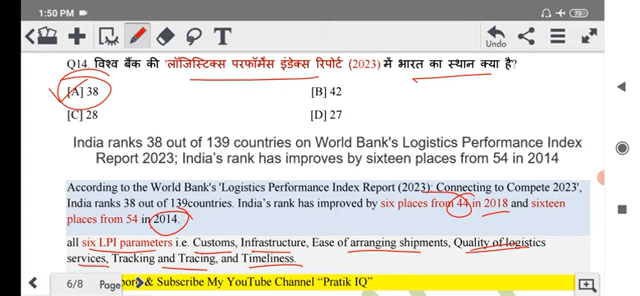 1:50 PM
73
Undo
Q14. विश्व बैंक की 'लॉजिस्टिक्स परफॉर्मेंस इंडेक्स रिपोर्ट (2023) में भारत का स्थान क्या है?
[A] 38 [B] 42
[C] 28 [D] 27
India ranks 38 out of 139 countries on World Bank's Logistics Performance Index
Report 2023; India's rank has improves by sixteen places from 54 in 2014
According to the World Bank's 'Logistics Performance Index Report (2023): Connecting to Compete 2023',
India ranks 38 out of 139countries. India's rank has improved by six places from 44 in 2018 and sixteen
places from 54 in 2014.
all six LPI parameters i.e. Customs, Infrastructure, Ease of arranging shipments, Quality of logistics
services, Tracking and Tracing, and Timeliness.
6/8 Page
& Subscribe My YouTube Channel "Pratik IQ"